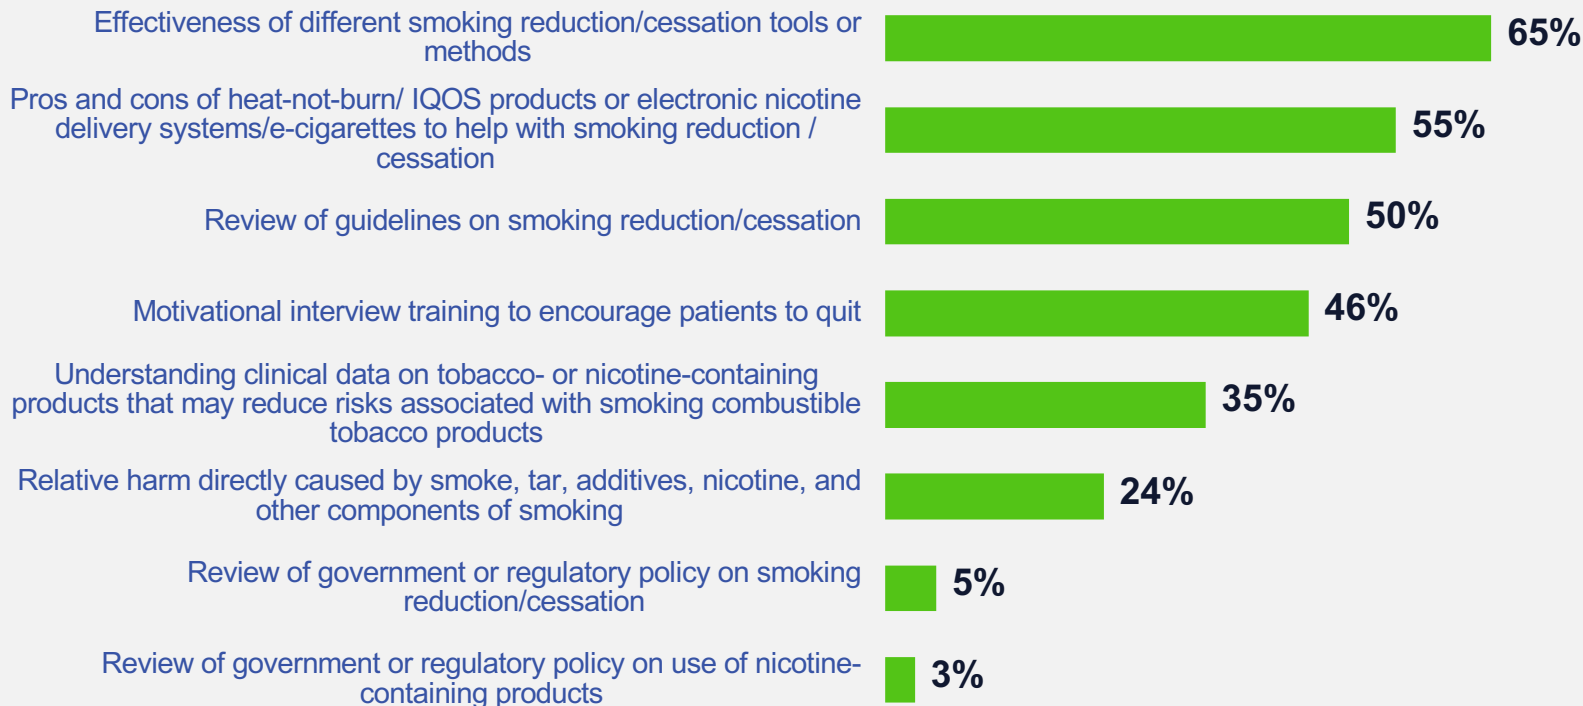 Effectiveness of different smoking reduction/cessation tools or
methods
65%
Pros and cons of heat-not-burn/ IQOS products or electronic nicotine
delivery systems/e-cigarettes to help with smoking reduction /
cessation
55%
Review of guidelines on smoking reduction/cessation
50%
Motivational interview training to encourage patients to quit
46%
Understanding clinical data on tobacco- or nicotine-containing
products that may reduce risks associated with smoking combustible
tobacco products
35%
Relative harm directly caused by smoke, tar, additives, nicotine, and
other components of smoking
24%
Review of government or regulatory policy on smoking
reduction/cessation
5%
Review of government or regulatory policy on use of nicotine-
containing products
3%